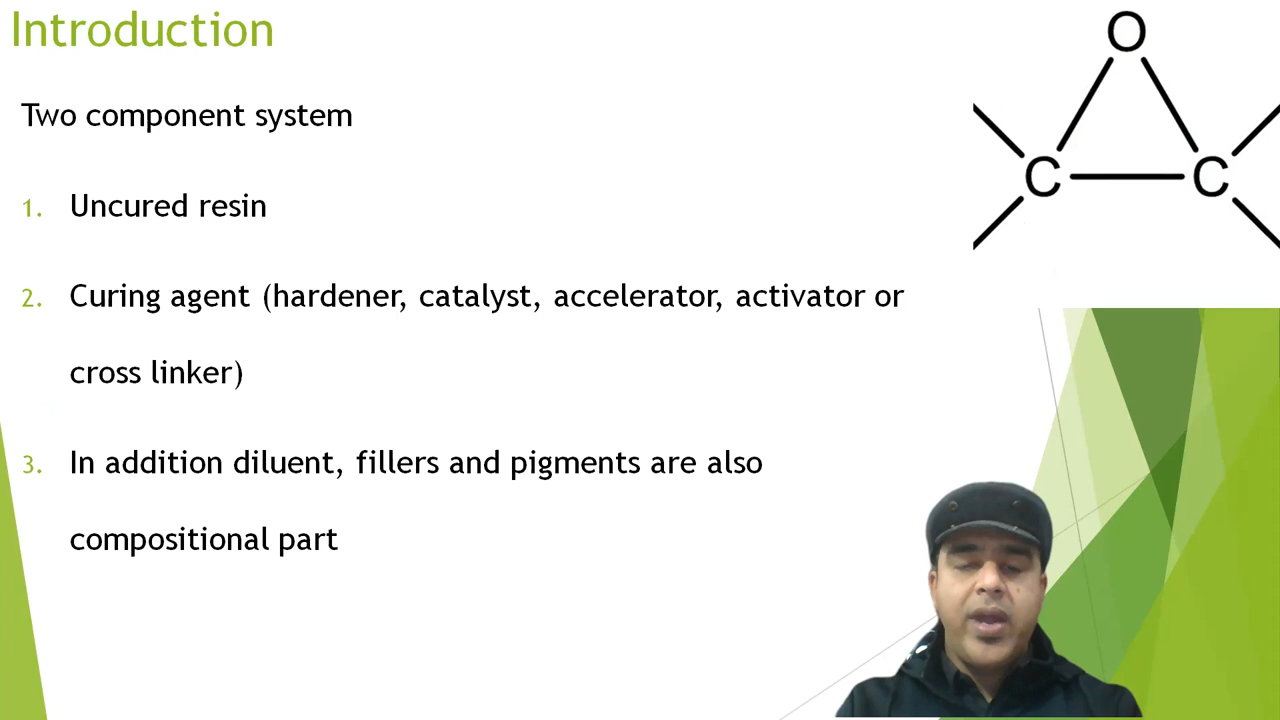 Introduction
Two component system
1. Uncured resin
2. Curing agent (hardener, catalyst, accelerator, activator or
cross linker)
3. In addition diluent, fillers and pigments are also
compositional part
O
C C